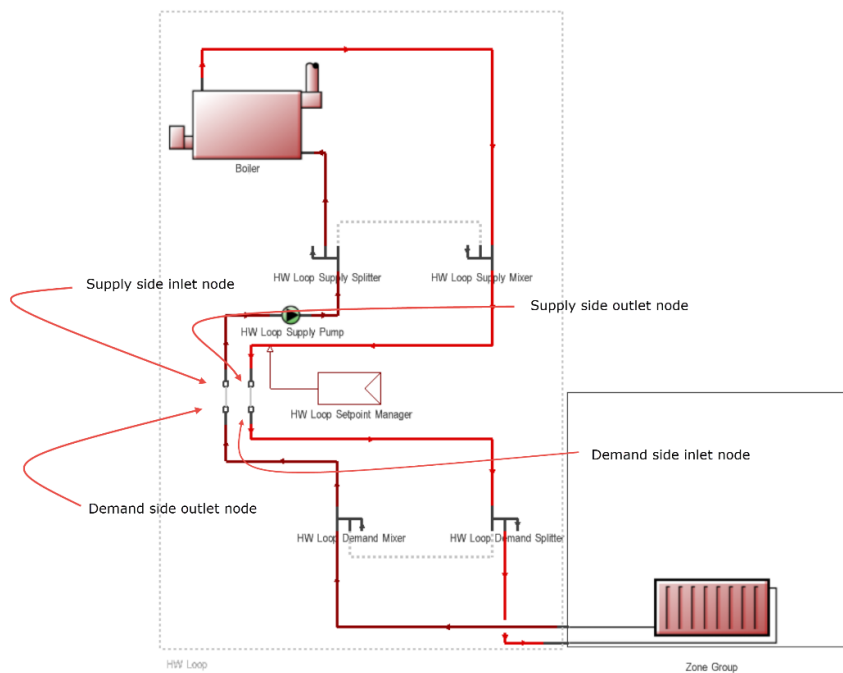 Boiler
HW Loop Supply Splitter
HW Loop Supply Mixer
Supply side inlet node
Supply side outlet node
HW Loop Supply Pump
HW Loop Setpoint Manager
Demand side inlet node
Demand side outlet node
HW Loop Demand Mixer
HW Loop Demand Splitter
HW Loop
Zone Group